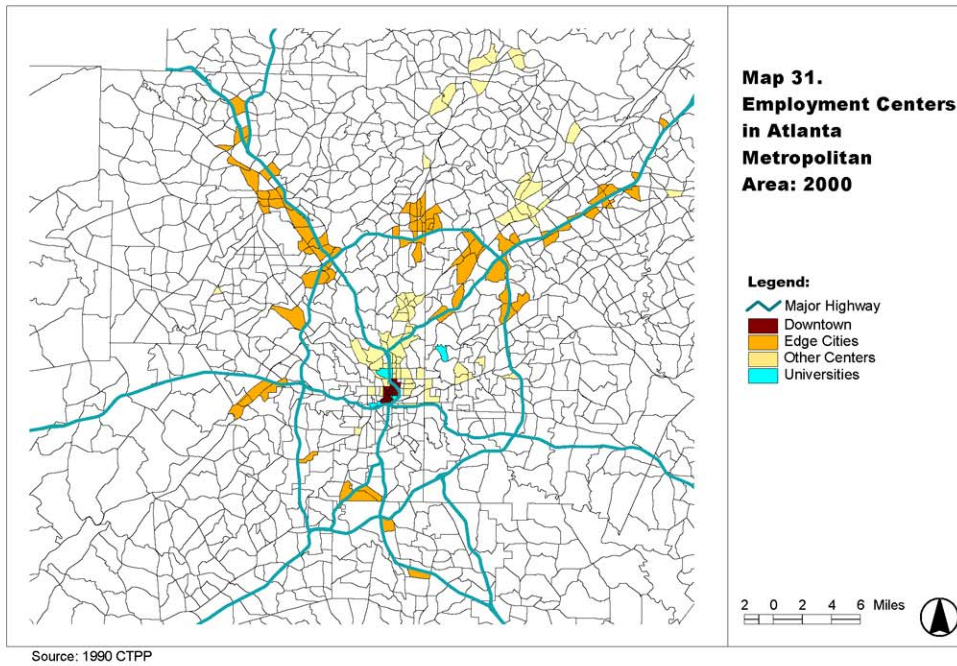 Map 31.
Employment Centers
in Atlanta
Metropolitan
Area: 2000
Legend:
Major Highway
Downtown
Edge Cities
Other Centers
Universities
2 0 2 4 6 Miles
Source: 1990 CTPP